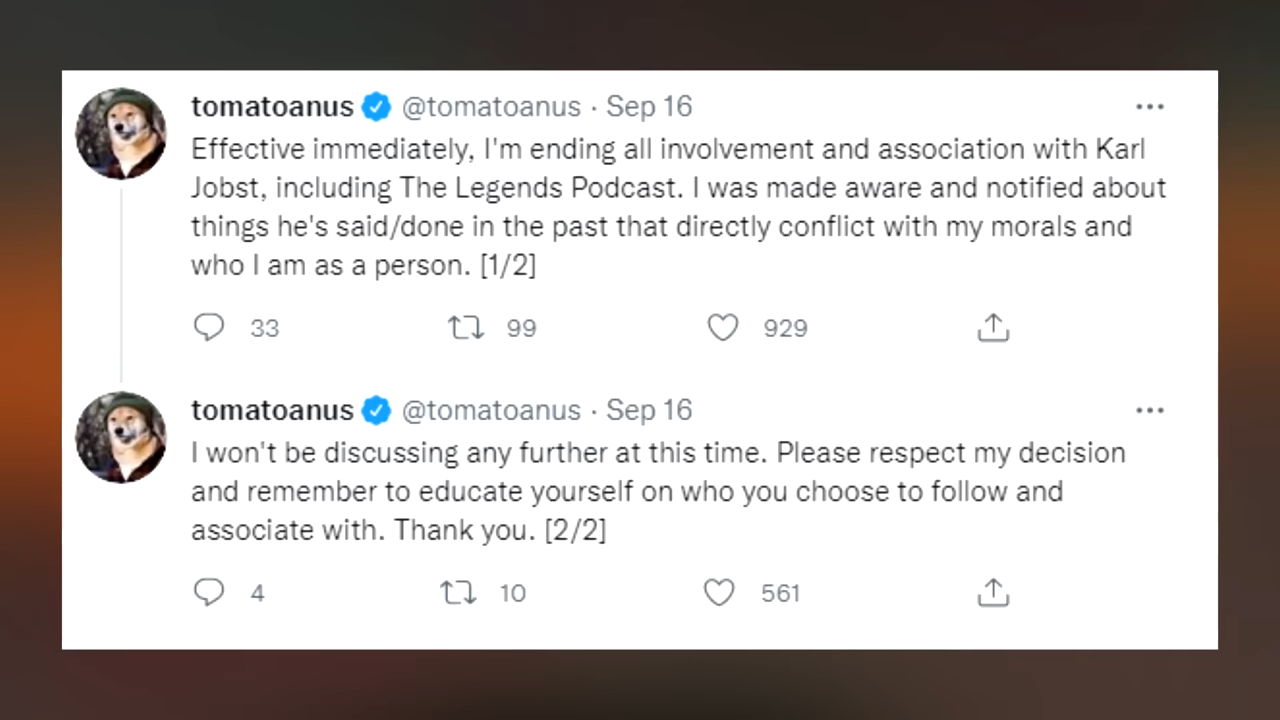 tomatoanus @tomatoanus · Sep 16
Effective immediately, I'm ending all involvement and association with Karl
Jobst, including The Legends Podcast. I was made aware and notified about
things he's said/done in the past that directly conflict with my morals and
who I am as a person. [1/2]
33 99 929
tomatoanus @tomatoanus · Sep 16
I won't be discussing any further at this time. Please respect my decision
and remember to educate yourself on who you choose to follow and
associate with. Thank you. [2/2]
4 10 561